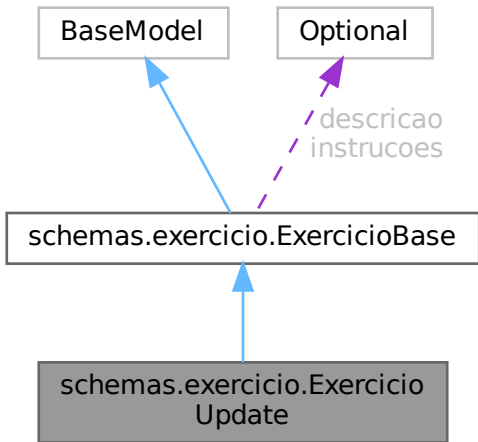 BaseModel
Optional
descricao
instrucoes
schemas.exercicio.ExercicioBase
schemas.exercicio.Exercicio
Update